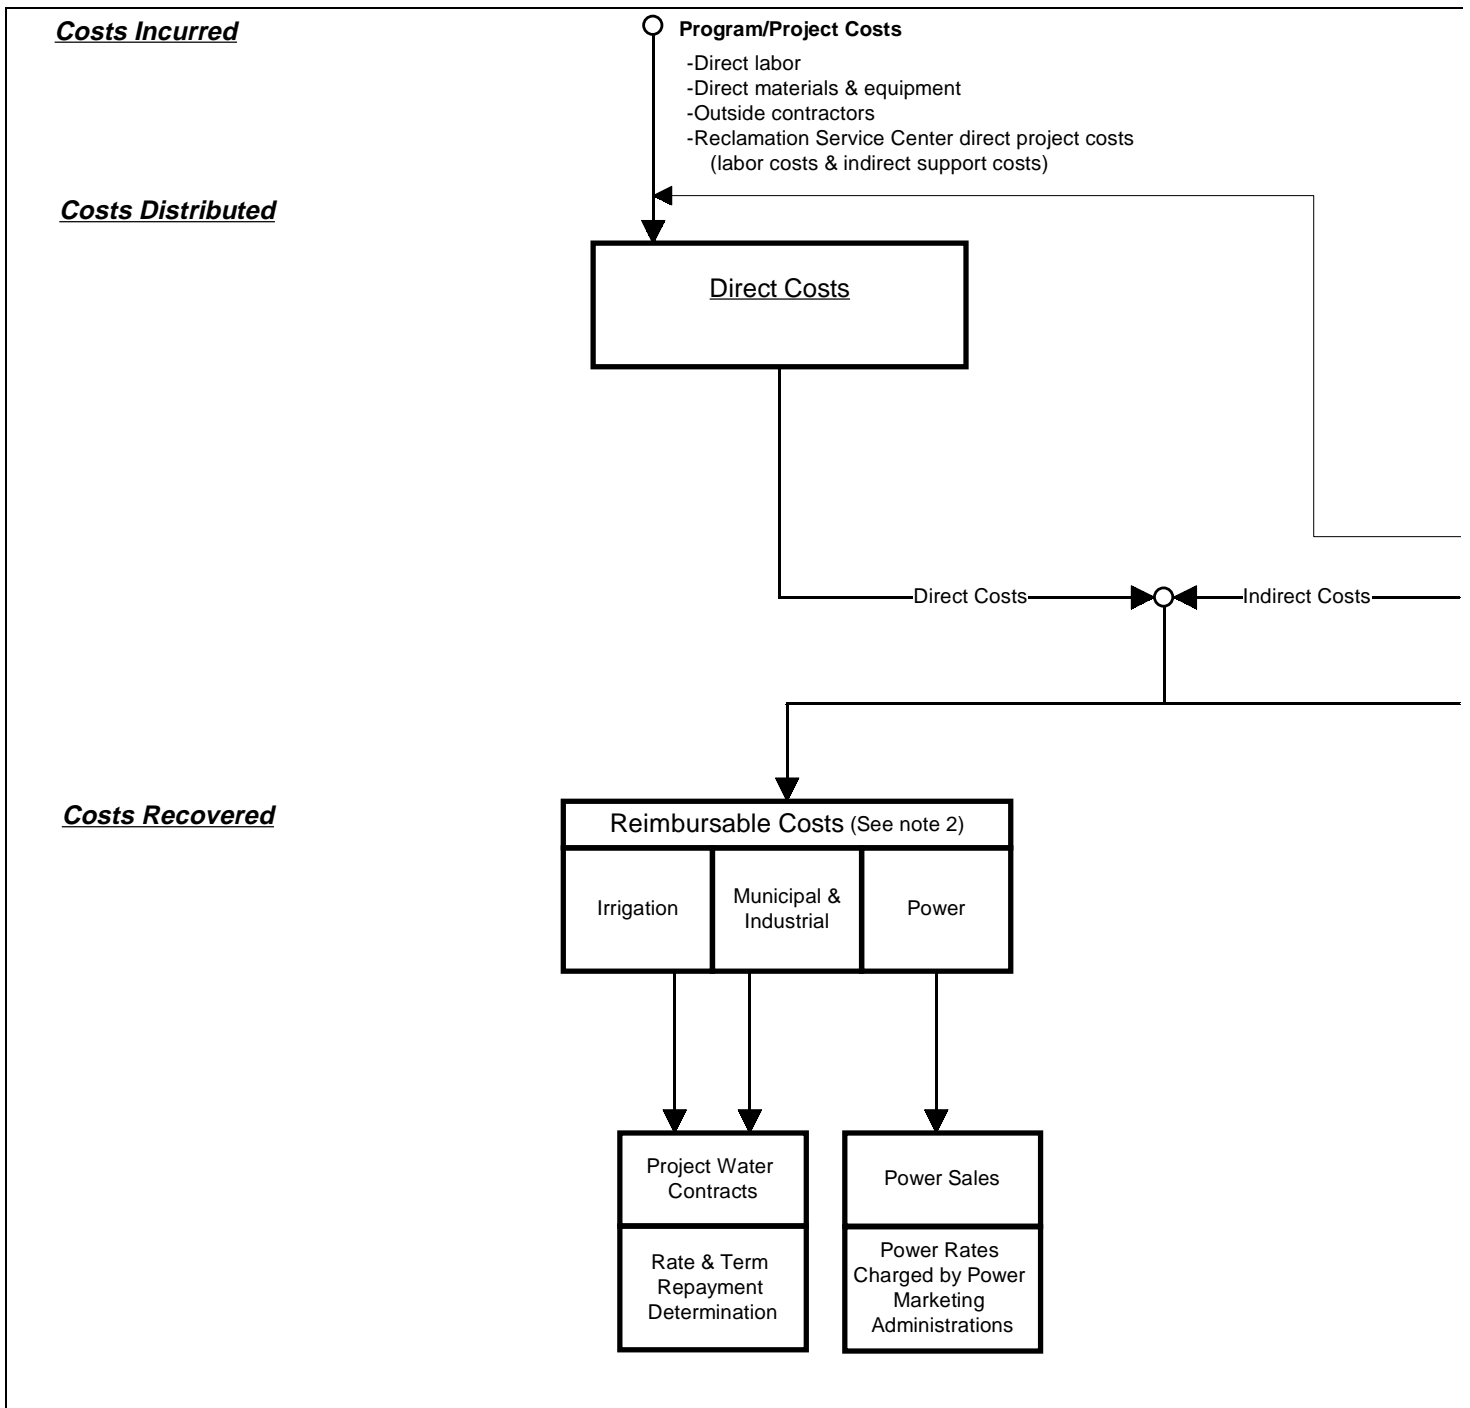 Costs Incurred
Program/Project Costs
-Direct labor
-Direct materials & equipment
-Outside contractors
-Reclamation Service Center direct project costs
(labor costs & indirect support costs)
Costs Distributed
Direct Costs
Direct Costs
Indirect Costs
Costs Recovered
Reimbursable Costs (See note 2)
Irrigation
Municipal &
Industrial
Power
Project Water
Contracts
Power Sales
Rate & Term
Repayment
Determination
Power Rates
Charged by Power
Marketing
Administrations